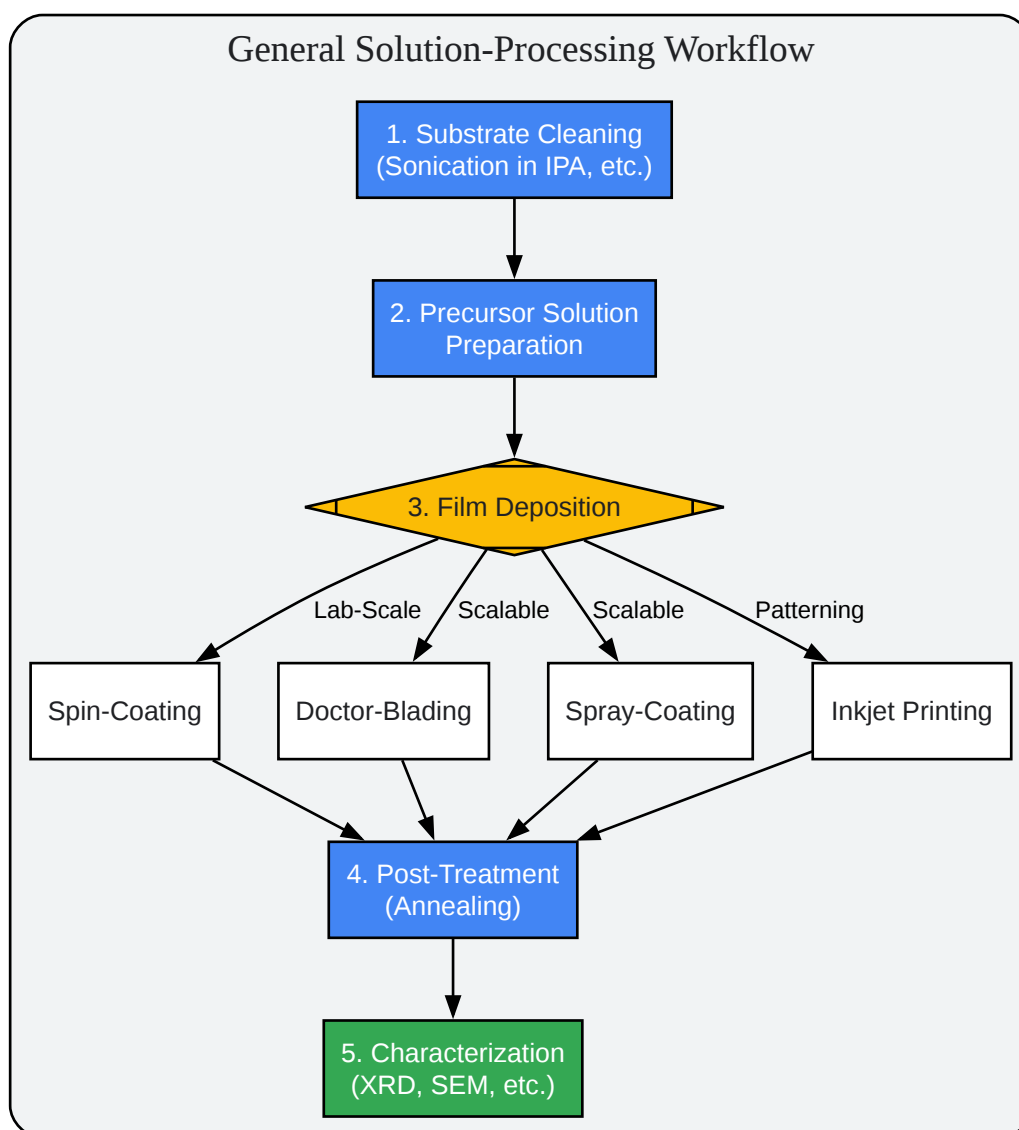 General Solution-Processing Workflow
1. Substrate Cleaning
(Sonication in IPA, etc.)
2. Precursor Solution
Preparation
3. Film Deposition
Lab-Scale
Scalable
Scalable
Patterning
Spin-Coating
Doctor-Blading
Spray-Coating
Inkjet Printing
4. Post-Treatment
(Annealing)
5. Characterization
(XRD, SEM, etc.)